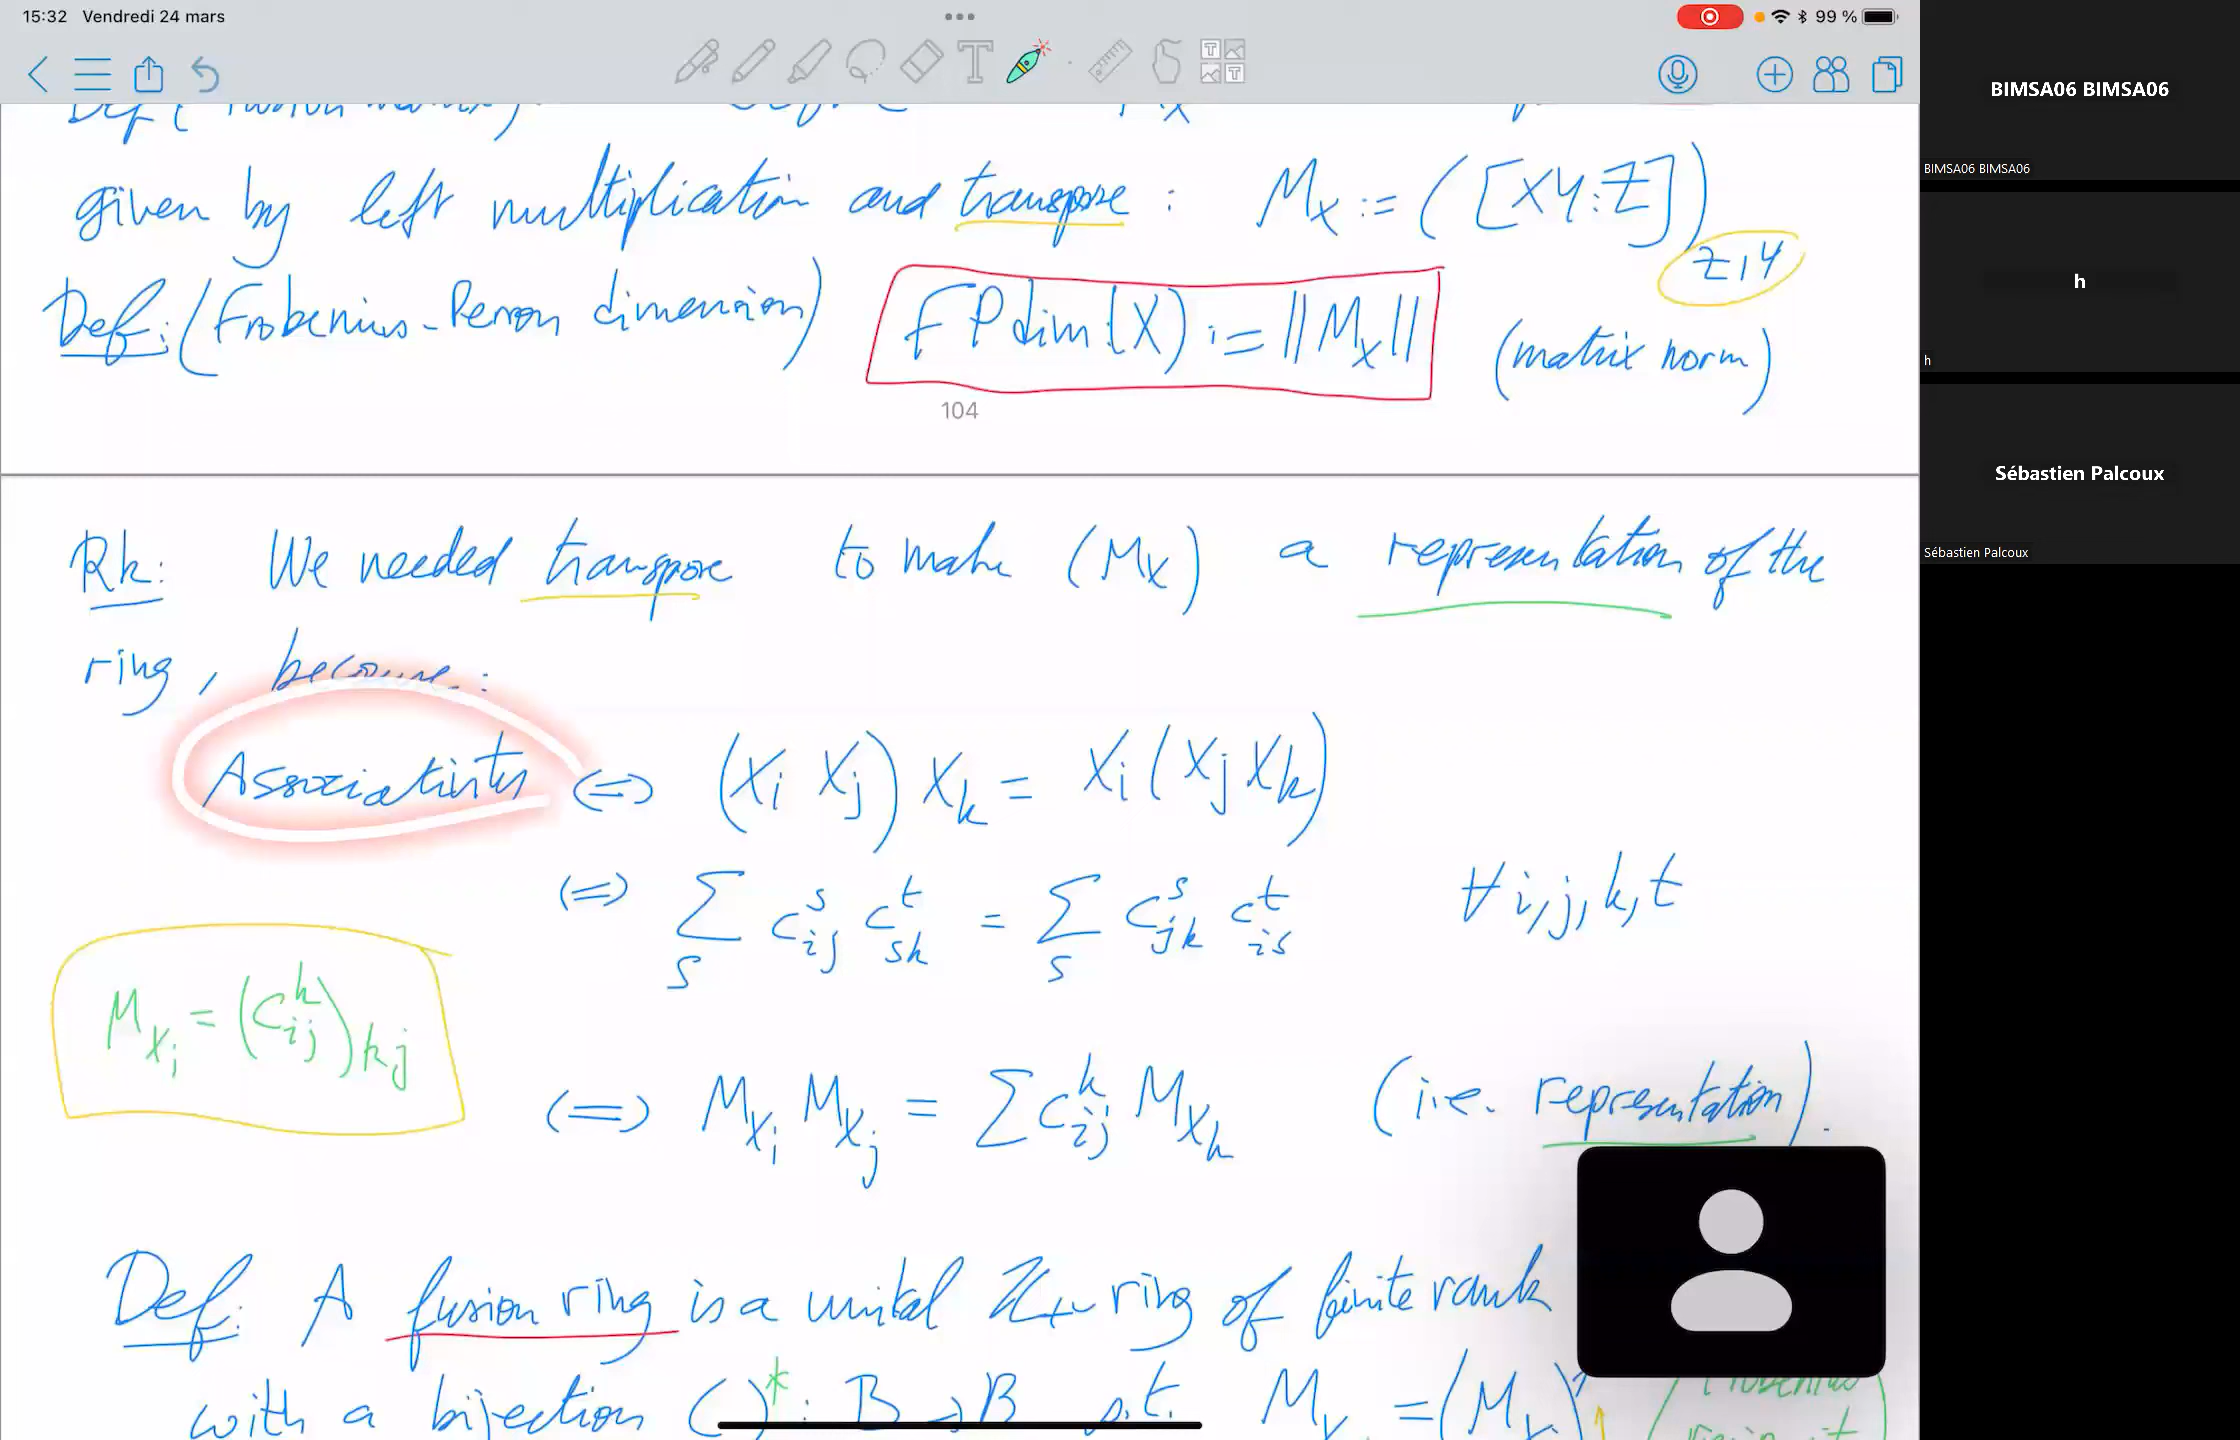 15:32 Vendredi 24 mars
99 %
given by left multiplication and transpose : M_X := ([XY:Z])_{Z,Y}
Def: (Frobenius-Perron dimension) FPdim(X) := ||M_X|| (matrix norm)
104
Rk: We needed transpose to make (M_X) a representation of the
ring, because:
Associativity <=> (X_i X_j) X_k = X_i (X_j X_k)
<=> ∑_s c_{ij}^s c_{sk}^t = ∑_s c_{jk}^s c_{is}^t ∀ i, j, k, t
M_{X_i} = (c_{ij}^k)_{kj}
<=> M_{X_i} M_{X_j} = ∑ c_{ij}^k M_{X_k} (i.e. representation).
Def: A fusion ring is a unital Z_+ ring of finite rank
with a bijection ( )^* : B → B s.t.
BIMSA06 BIMSA06
BIMSA06 BIMSA06
h
h
Sébastien Palcoux
Sébastien Palcoux